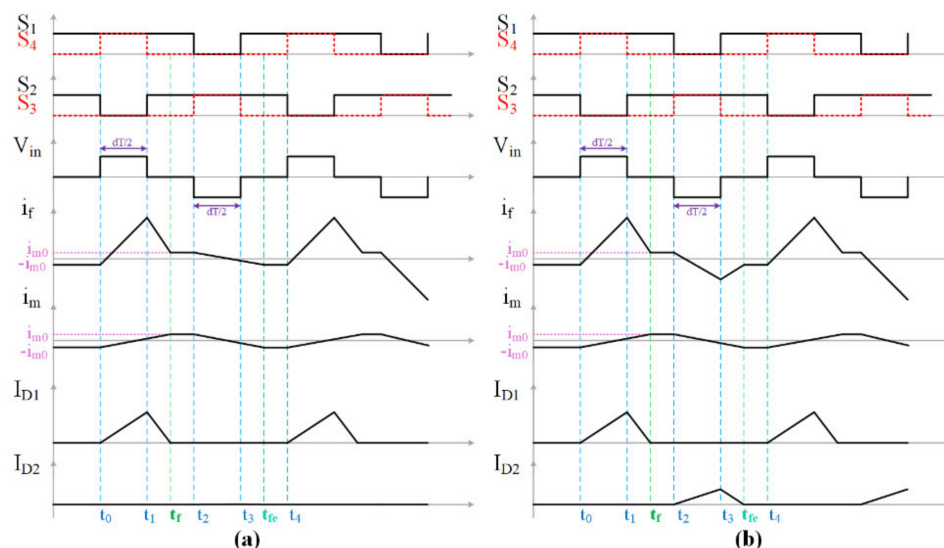 S1
S4
S2
S3
Vin
dT/2
dT/2
if
im0
-im0
im
im0
-im0
ID1
ID2
t0 t1 tf t2 t3 tfe t4
(a)
S1
S4
S2
S3
Vin
dT/2
dT/2
if
im0
-im0
im
im0
-im0
ID1
ID2
t0 t1 tf t2 t3 tfe t4
(b)